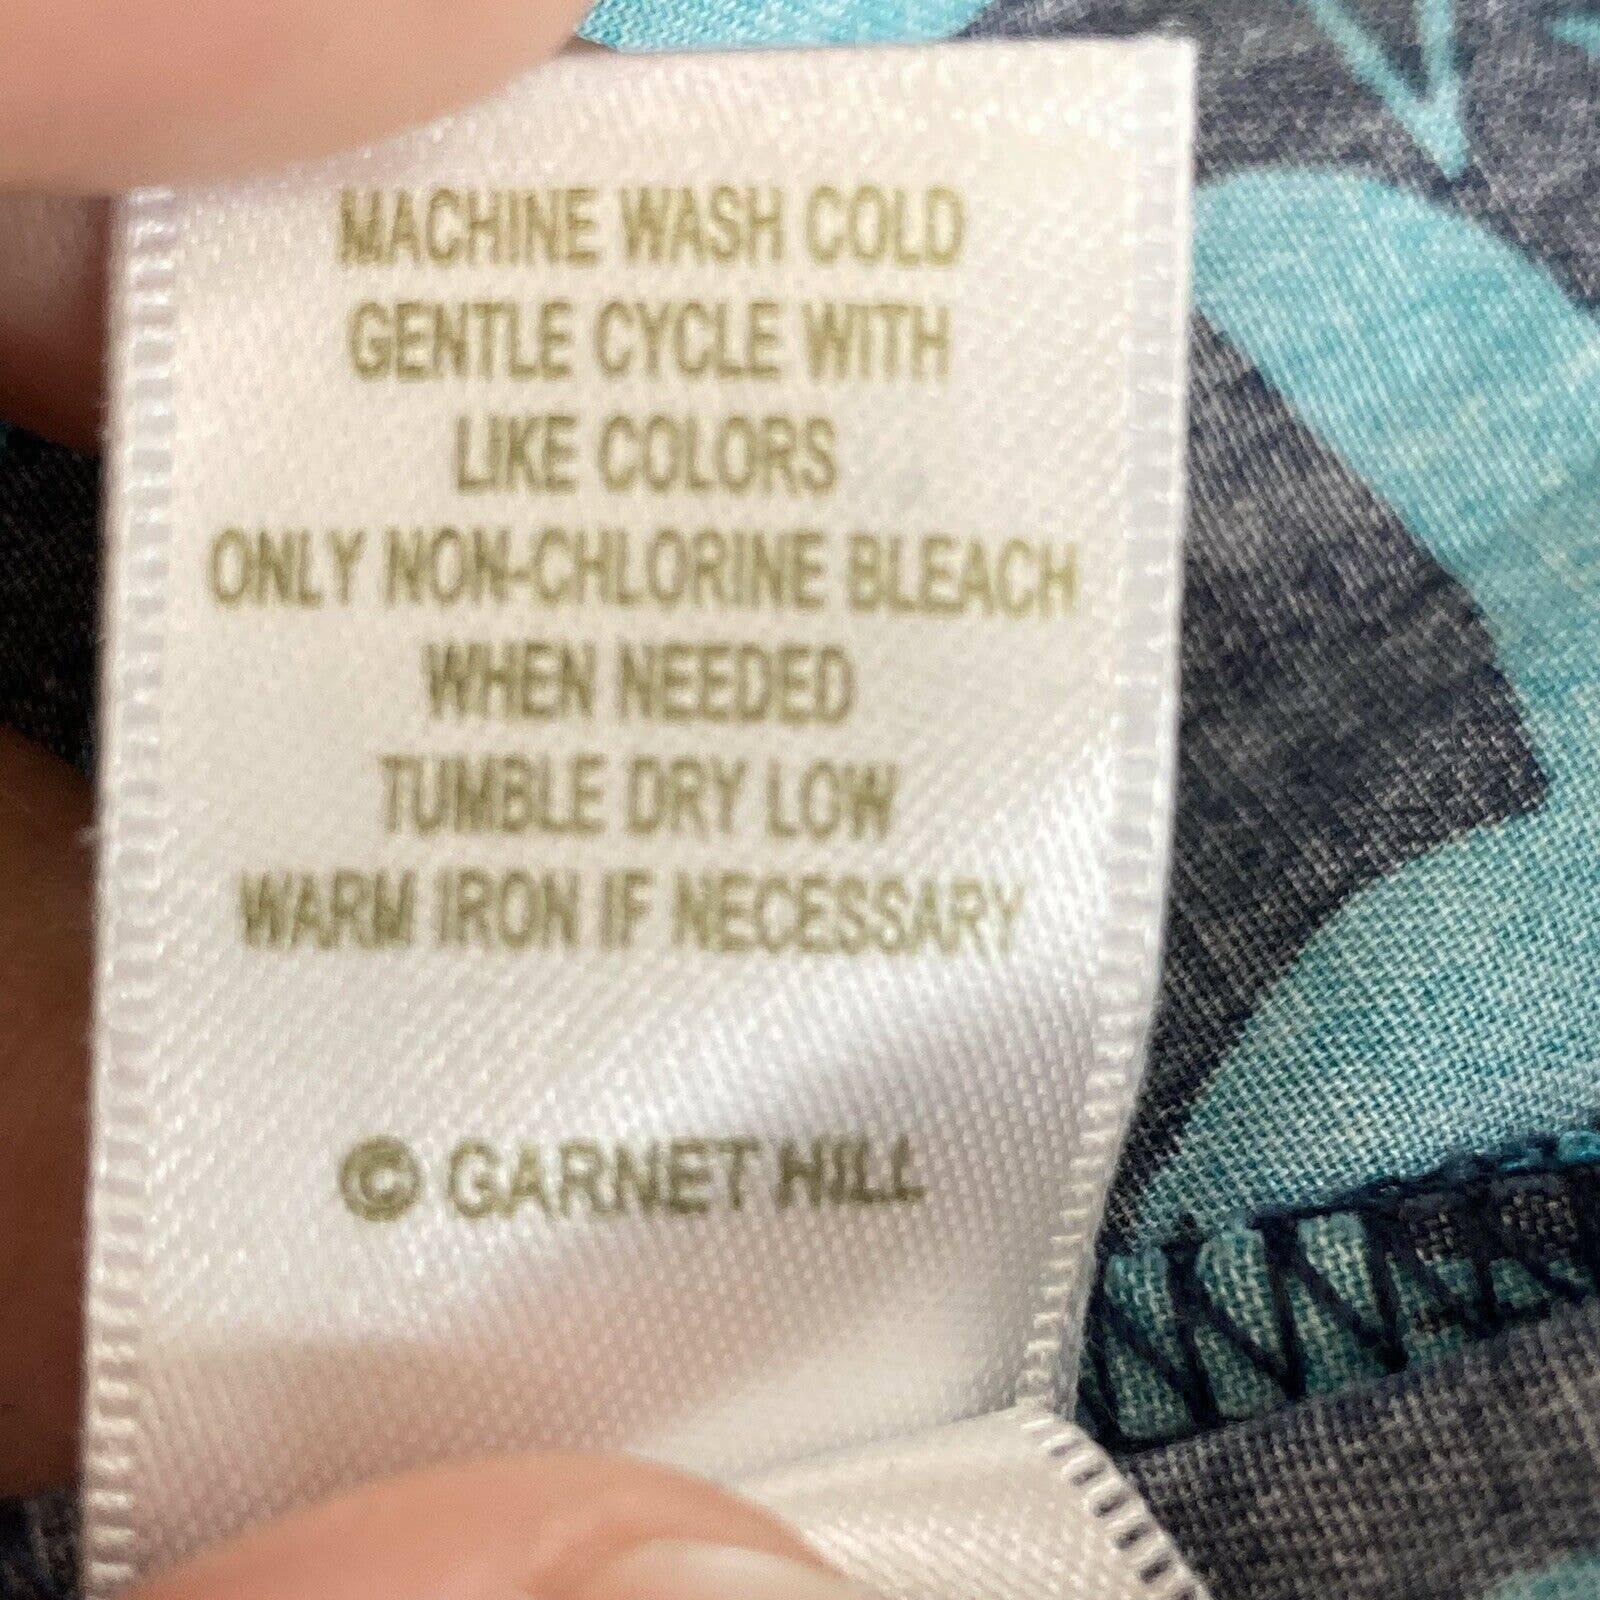 MACHINE WASH COLD
GENTLE CYCLE WITH
LIKE COLORS
ONLY NON-CHLORINE BLEACH
WHEN NEEDED
TUMBLE DRY LOW
WARM IRON IF NECESSARY
© GARNET HILL